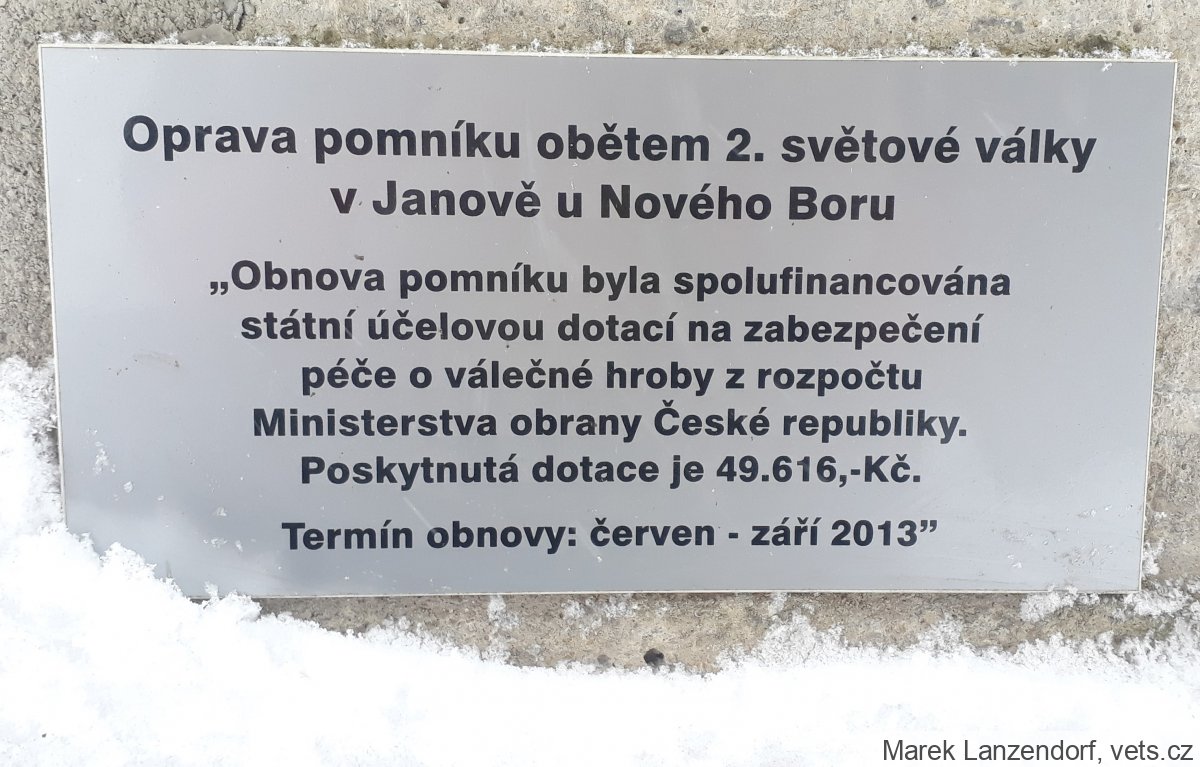 Oprava pomníku obětem 2. světové války
v Janově u Nového Boru
„Obnova pomníku byla spolufinancována
státní účelovou dotací na zabezpečení
péče o válečné hroby z rozpočtu
Ministerstva obrany České republiky.
Poskytnutá dotace je 49.616,-Kč.
Termín obnovy: červen - září 2013”
Marek Lanzendorf, vets.cz